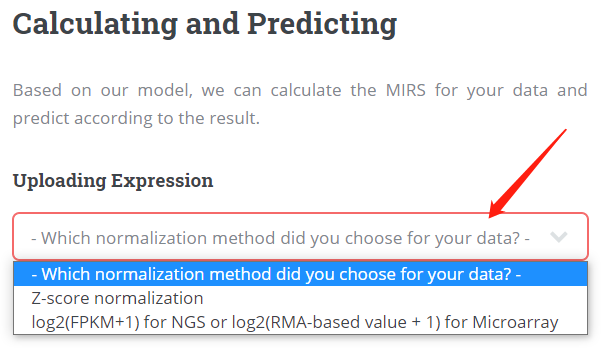 Calculating and Predicting
Based on our model, we can calculate the MIRS for your data and
predict according to the result.
Uploading Expression
- Which normalization method did you choose for your data? -
- Which normalization method did you choose for your data? -
Z-score normalization
log2(FPKM+1) for NGS or log2(RMA-based value + 1) for Microarray